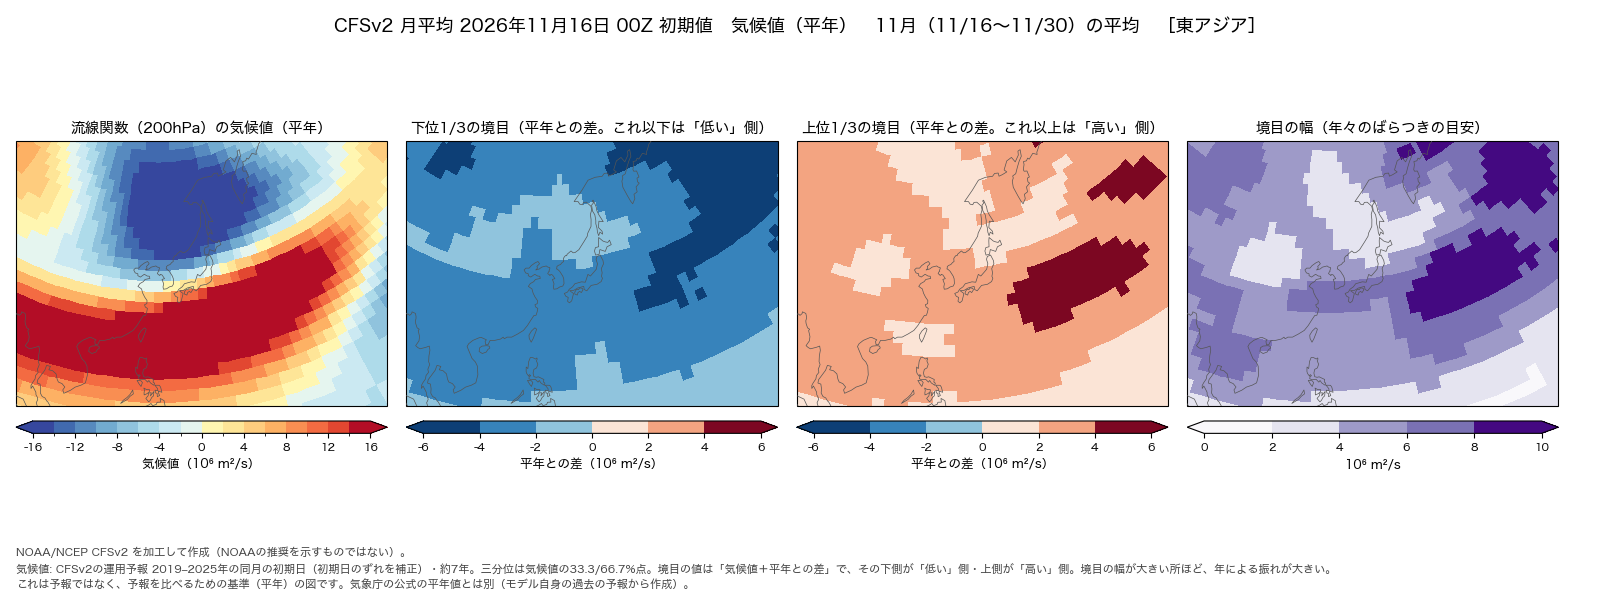 CFSv2 月平均 2026年11月16日 00Z 初期値　気候値（平年）　11月（11/16～11/30）の平均　［東アジア］
流線関数（200hPa）の気候値（平年）
下位1/3の境目（平年との差。これ以下は「低い」側）
上位1/3の境目（平年との差。これ以上は「高い」側）
境目の幅（年々のばらつきの目安）
-16 -12 -8 -4 0 4 8 12 16
気候値（10⁶ m²/s）
-6 -4 -2 0 2 4 6
平年との差（10⁶ m²/s）
-6 -4 -2 0 2 4 6
平年との差（10⁶ m²/s）
0 2 4 6 8 10
10⁶ m²/s
NOAA/NCEP CFSv2 を加工して作成（NOAAの推奨を示すものではない）。
気候値: CFSv2の運用予報 2019–2025年の同月の初期日（初期日のずれを補正）・約7年。三分位は気候値の33.3/66.7%点。境目の値は「気候値＋平年との差」で、その下側が「低い」側・上側が「高い」側。境目の幅が大きい所ほど、年による振れが大きい。
これは予報ではなく、予報を比べるための基準（平年）の図です。気象庁の公式の平年値とは別（モデル自身の過去の予報から作成）。